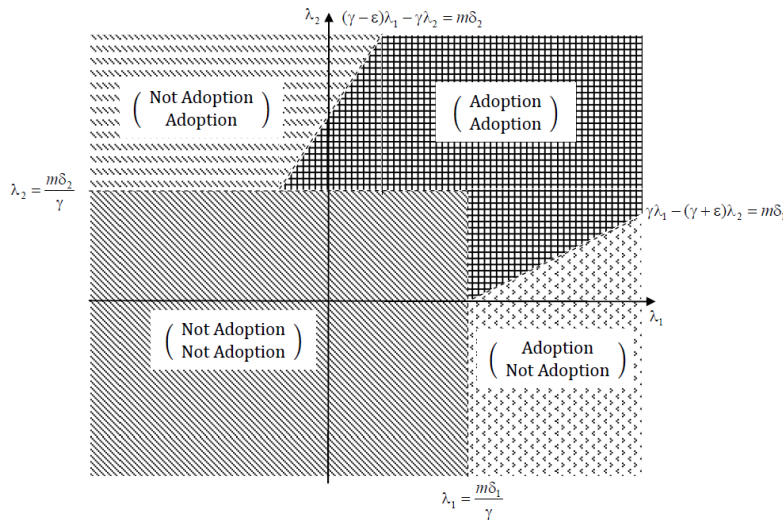 λ₂
(γ − ε)λ₁ − γλ₂ = mδ₂
( Not Adoption
Adoption )
( Adoption
Adoption )
λ₂ = mδ₂/γ
γλ₁ − (γ + ε)λ₂ = mδ
λ₁
( Not Adoption
Not Adoption )
( Adoption
Not Adoption )
λ₁ = mδ₁/γ